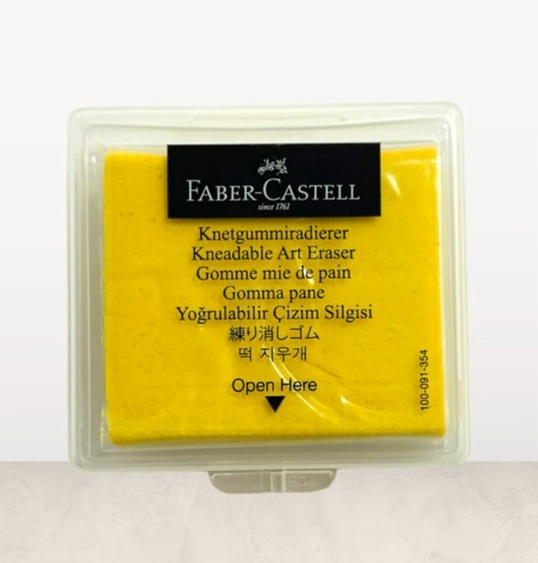 FABER-CASTELL
since 1761
Knetgummiradierer
Kneadable Art Eraser
Gomme mie de pain
Gomma pane
Yoğrulabilir Çizim Silgisi
練り消しゴム
떡 지우개
Open Here
100-091-354